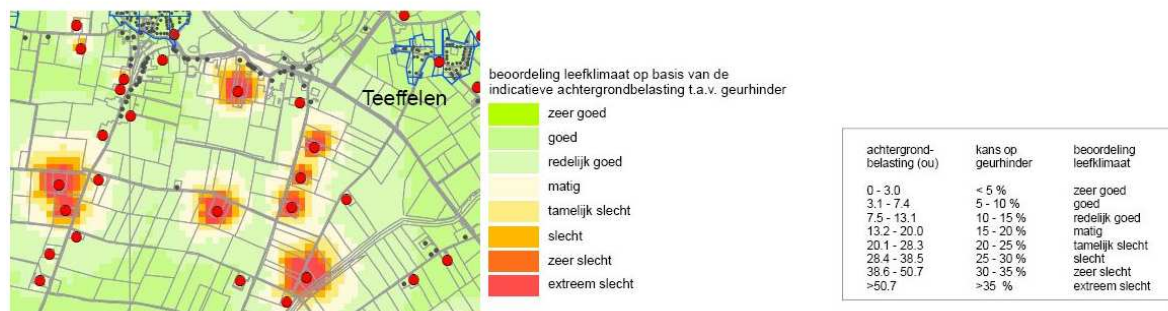 Teeffelen
beoordeling leefklimaat op basis van de
indicatieve achtergrondbelasting t.a.v. geurhinder
zeer goed
goed
redelijk goed
matig
tamelijk slecht
slecht
zeer slecht
extreem slecht
achtergrond- kans op beoordeling
belasting (ou) geurhinder leefklimaat
0 - 3.0 < 5 % zeer goed
3.1 - 7.4 5 - 10 % goed
7.5 - 13.1 10 - 15 % redelijk goed
13.2 - 20.0 15 - 20 % matig
20.1 - 28.3 20 - 25 % tamelijk slecht
28.4 - 38.5 25 - 30 % slecht
38.6 - 50.7 30 - 35 % zeer slecht
>50.7 >35 % extreem slecht